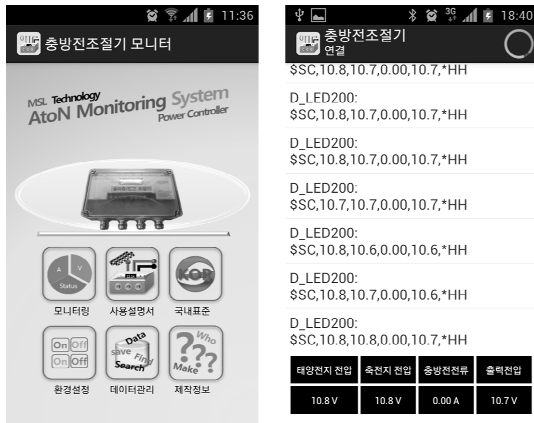 11:36
충방전조절기 모니터
MSL Technology
AtoN Monitoring System
Power Controller
A V
Status
KOR
모니터링 사용설명서 국내표준
On Off
On Off
Data
save Find
Search
Who
???
Make
환경설정 데이터관리 제작정보
3G 18:40
충방전조절기
연결
$SC,10.8,10.7,0.00,10.7,*HH
D_LED200:
$SC,10.8,10.7,0.00,10.7,*HH
D_LED200:
$SC,10.8,10.7,0.00,10.7,*HH
D_LED200:
$SC,10.7,10.7,0.00,10.7,*HH
D_LED200:
$SC,10.8,10.6,0.00,10.6,*HH
D_LED200:
$SC,10.8,10.7,0.00,10.6,*HH
D_LED200:
$SC,10.8,10.8,0.00,10.7,*HH
태양전지 전압 축전지 전압 충방전전류 출력전압
10.8 V 10.8 V 0.00 A 10.7 V